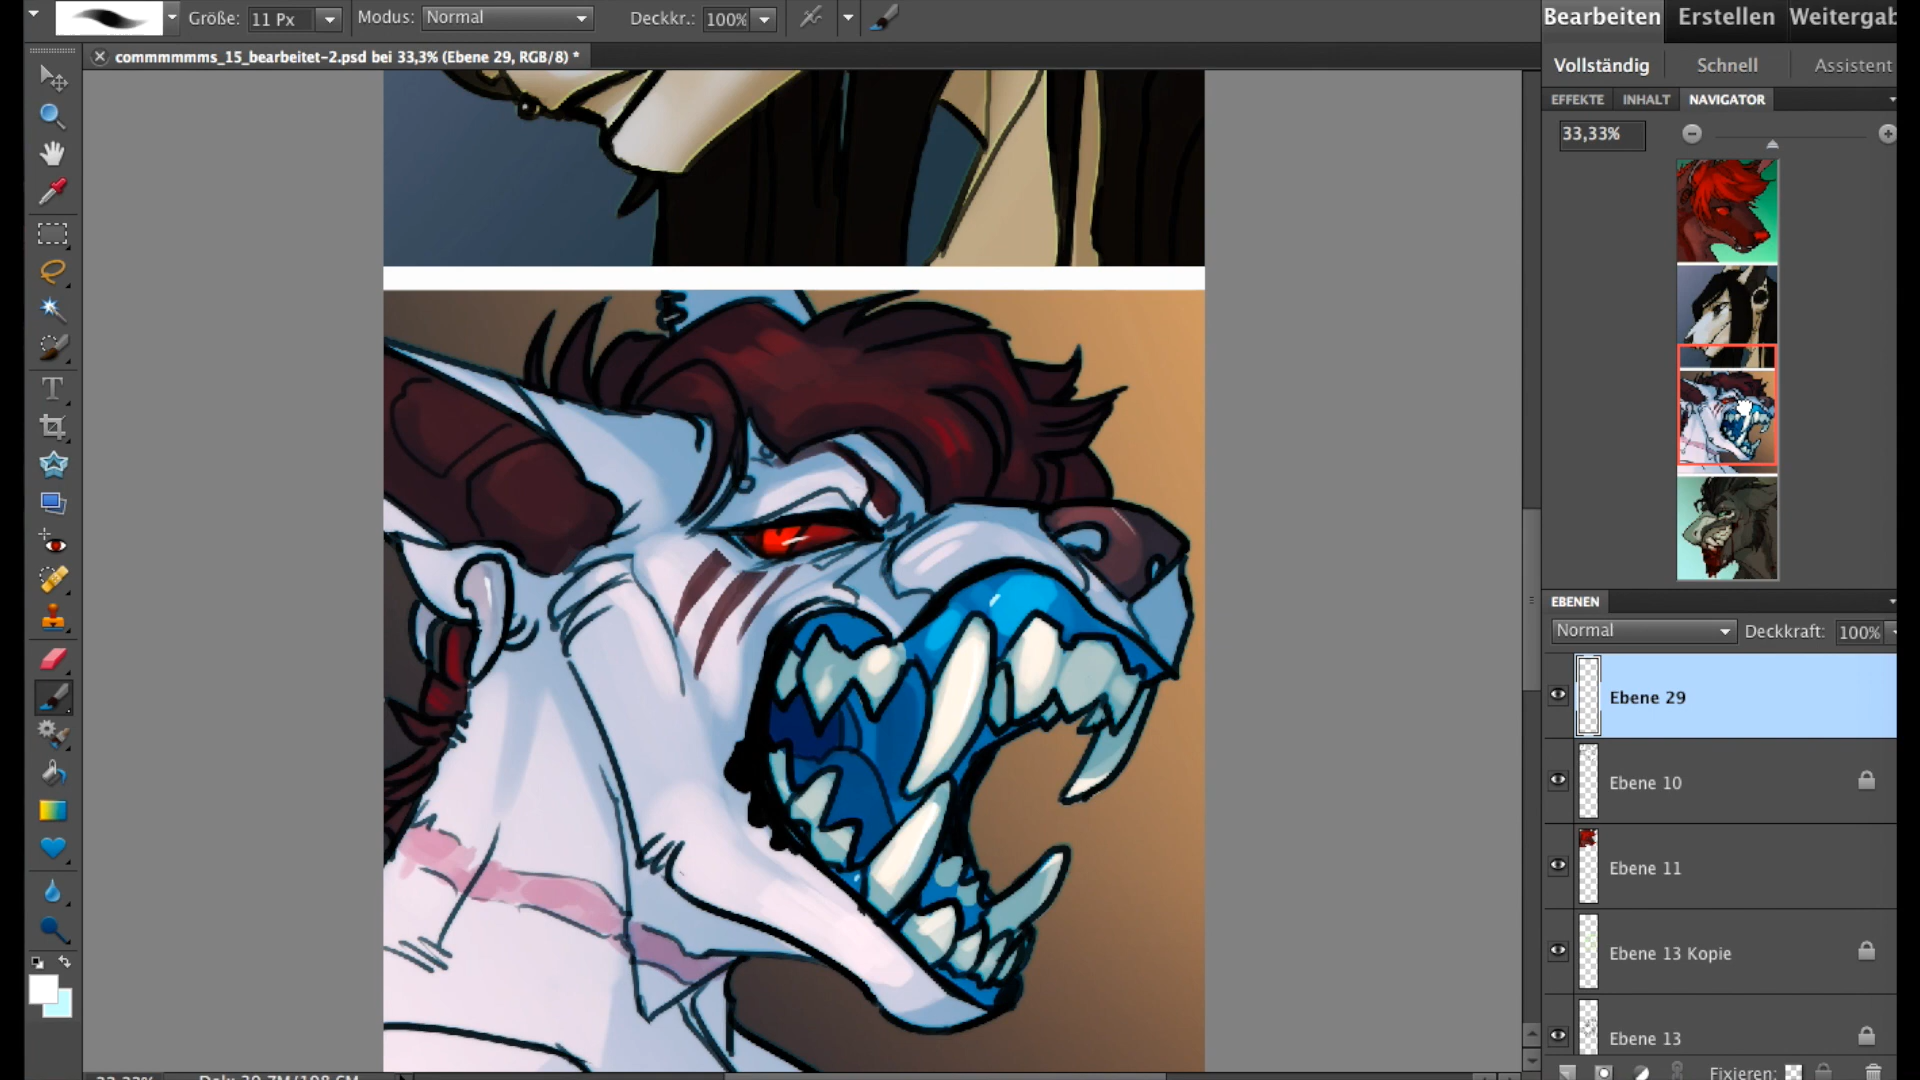 Größe: 11 Px Modus: Normal Deckkr.: 100%
Bearbeiten Erstellen
commmmmms_15_bearbeitet-2.psd bei 33,3% (Ebene 29, RGB/8) *
Vollständig Schnell Assistent
EFFEKTE INHALT NAVIGATOR
33,33%
EBENEN
Normal Deckkraft: 100%
Ebene 29
Ebene 10
Ebene 11
Ebene 13 Kopie
Ebene 13
Fixieren: